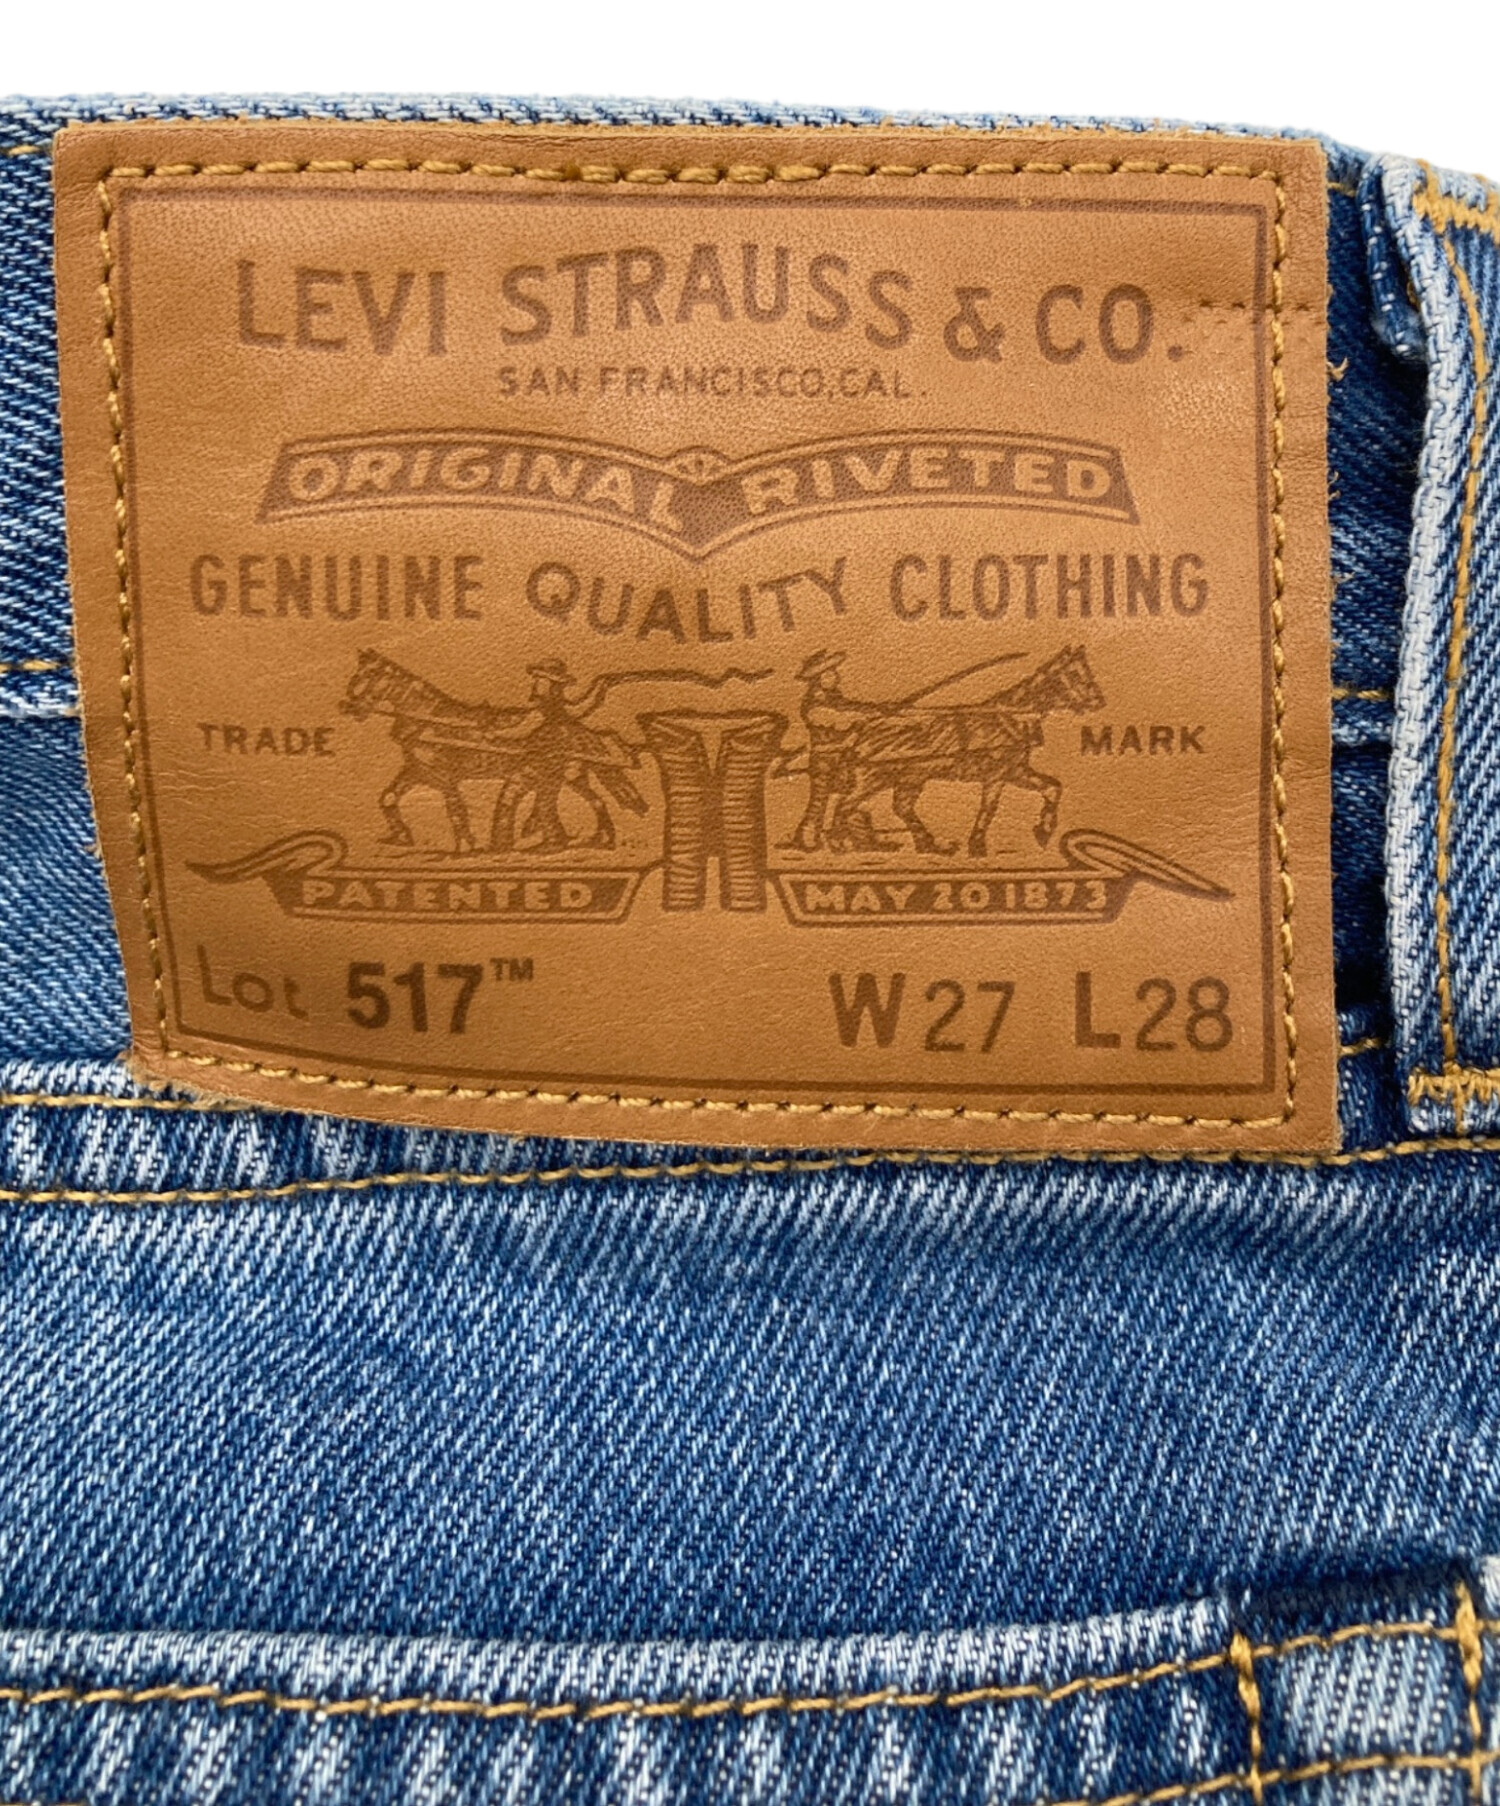 LEVI STRAUSS & CO.
SAN FRANCISCO, CAL.
ORIGINAL RIVETED
GENUINE QUALITY CLOTHING
TRADE MARK
PATENTED MAY 20 1873
Lot 517™ W27 L28